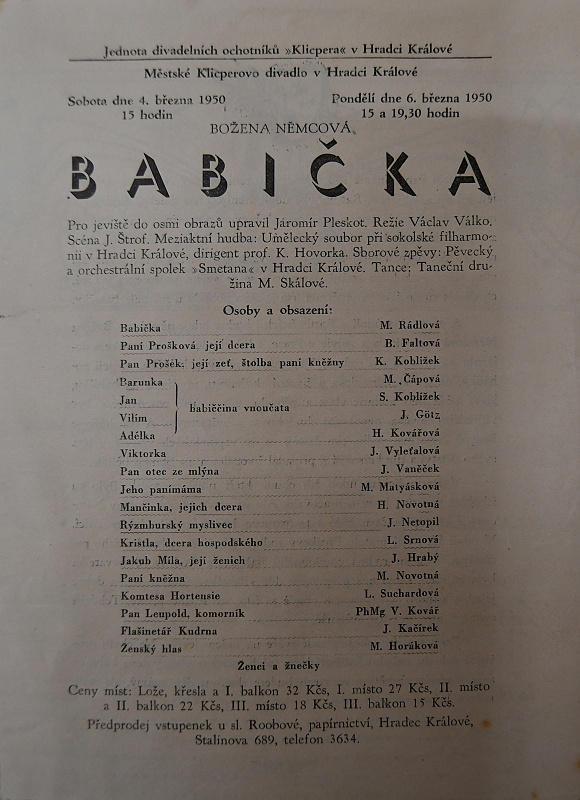 Jednota divadelních ochotníků »Klicpera« v Hradci Králové
Městské Klicperovo divadlo v Hradci Králové
Sobota dne 4. března 1950 Pondělí dne 6. března 1950
15 hodin 15 a 19,30 hodin
BOŽENA NĚMCOVÁ
BABIČKA
Pro jeviště do osmi obrazů upravil Jaromír Pleskot. Režie Václav Válko.
Scéna J. Štrof. Meziaktní hudba: Umělecký soubor při sokolské filharmo-
nii v Hradci Králové, dirigent prof. K. Hovorka. Sborové zpěvy: Pěvecký
a orchestrální spolek »Smetana« v Hradci Králové. Tance: Taneční dru-
žina M. Skálové.
Osoby a obsazení:
Babička M. Rádlová
Paní Prošková, její dcera B. Faltová
Pan Prošek, její zeť, štolba paní kněžny K. Koblížek
Barunka M. Čápová
Jan S. Koblížek
babiččina vnoučata
Vilím J. Götz
Adélka H. Kovářová
Viktorka J. Vyleťalová
Pan otec ze mlýna J. Vaněček
Jeho panímáma M. Matyásková
Mančinka, jejich dcera H. Novotná
Rýzmburský myslivec J. Netopil
Kristla, dcera hospodského L. Srnová
Jakub Míla, její ženich J. Hrabý
Paní kněžna M. Novotná
Komtesa Hortensie L. Suchardová
Pan Leupold, komorník PhMg V. Kovář
Flašinetář Kudrna J. Kačírek
Ženský hlas M. Horáková
Ženci a žnečky
Ceny míst: Lože, křesla a I. balkon 32 Kčs, I. místo 27 Kčs, II. místo
a II. balkon 22 Kčs, III. místo 18 Kčs, III. balkon 15 Kčs.
Předprodej vstupenek u sl. Roobové, papírnictví, Hradec Králové,
Stalinova 689, telefon 3634.